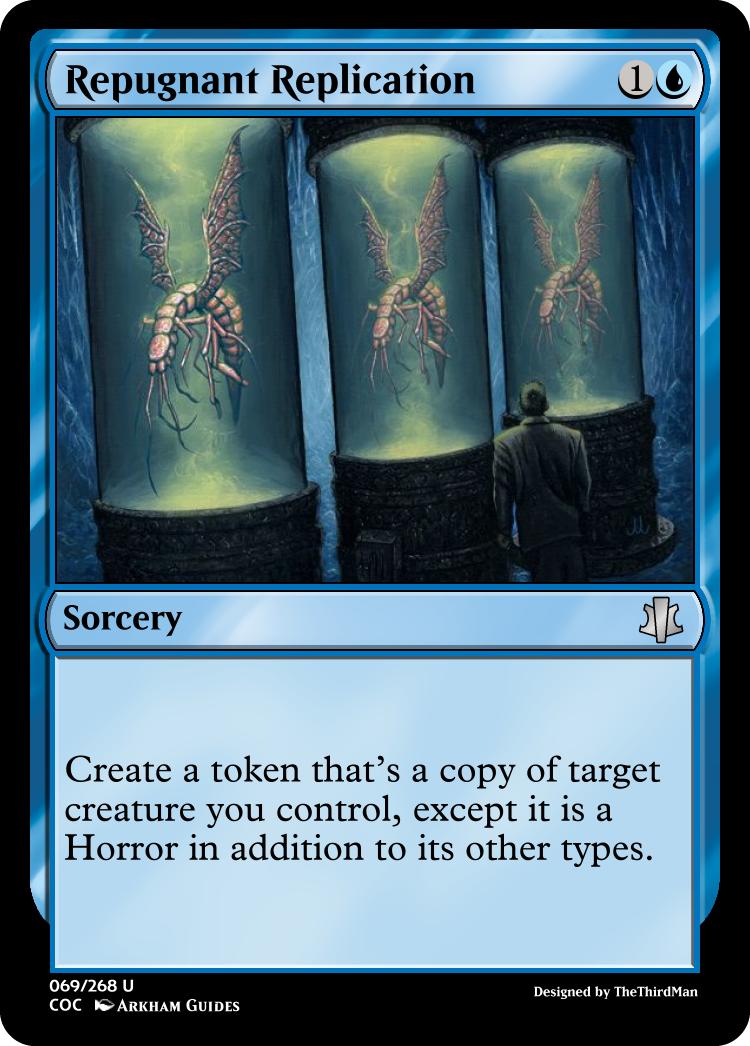 Repugnant Replication 1
Sorcery
Create a token that's a copy of target
creature you control, except it is a
Horror in addition to its other types.
069/268 U
COC Arkham Guides
Designed by TheThirdMan